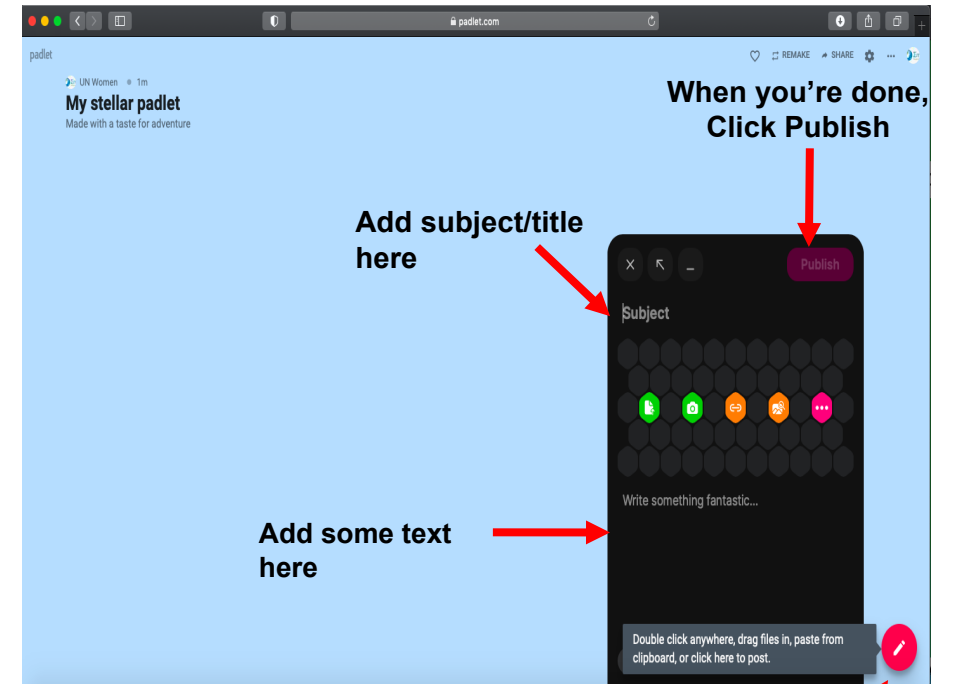 padlet.com
padlet
REMAKE
SHARE
UN Women 1m
My stellar padlet
Made with a taste for adventure
When you’re done,
Click Publish
Add subject/title
here
Publish
Subject
Write something fantastic...
Add some text
here
Double click anywhere, drag files in, paste from
clipboard, or click here to post.